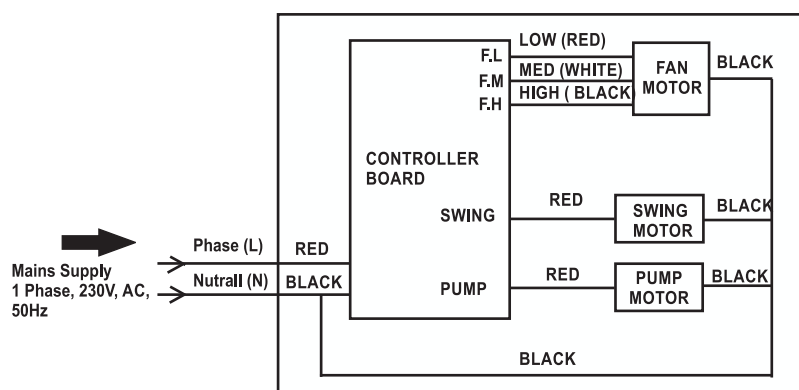 LOW (RED)
F.L
MED (WHITE)
F.M
HIGH ( BLACK)
F.H
FAN
MOTOR
BLACK
CONTROLLER
BOARD
SWING
RED
SWING
MOTOR
BLACK
Phase (L)
RED
Mains Supply
1 Phase, 230V, AC,
50Hz
Nutrall (N)
BLACK
PUMP
RED
PUMP
MOTOR
BLACK
BLACK